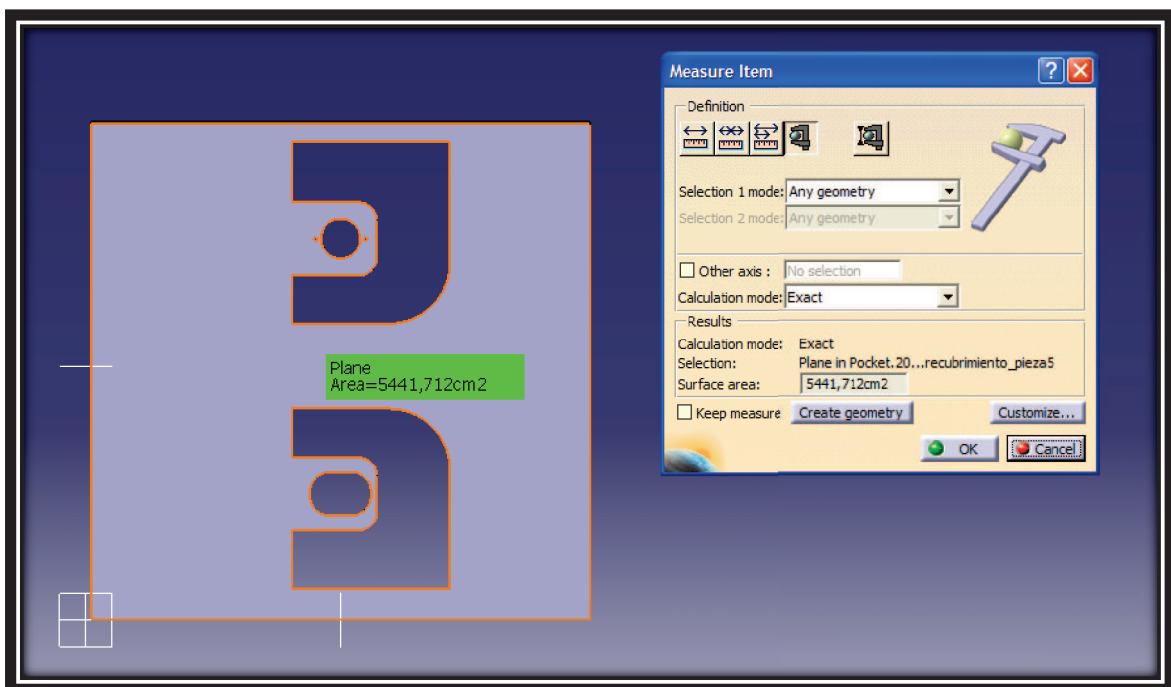 Measure Item
Definition
Selection 1 mode: Any geometry
Selection 2 mode: Any geometry
Other axis : No selection
Calculation mode: Exact
Results
Calculation mode: Exact
Selection: Plane in Pocket.20...recubrimiento_pieza5
Surface area: 5441,712cm2
Keep measure Create geometry Customize...
OK Cancel
Plane
Area=5441,712cm2